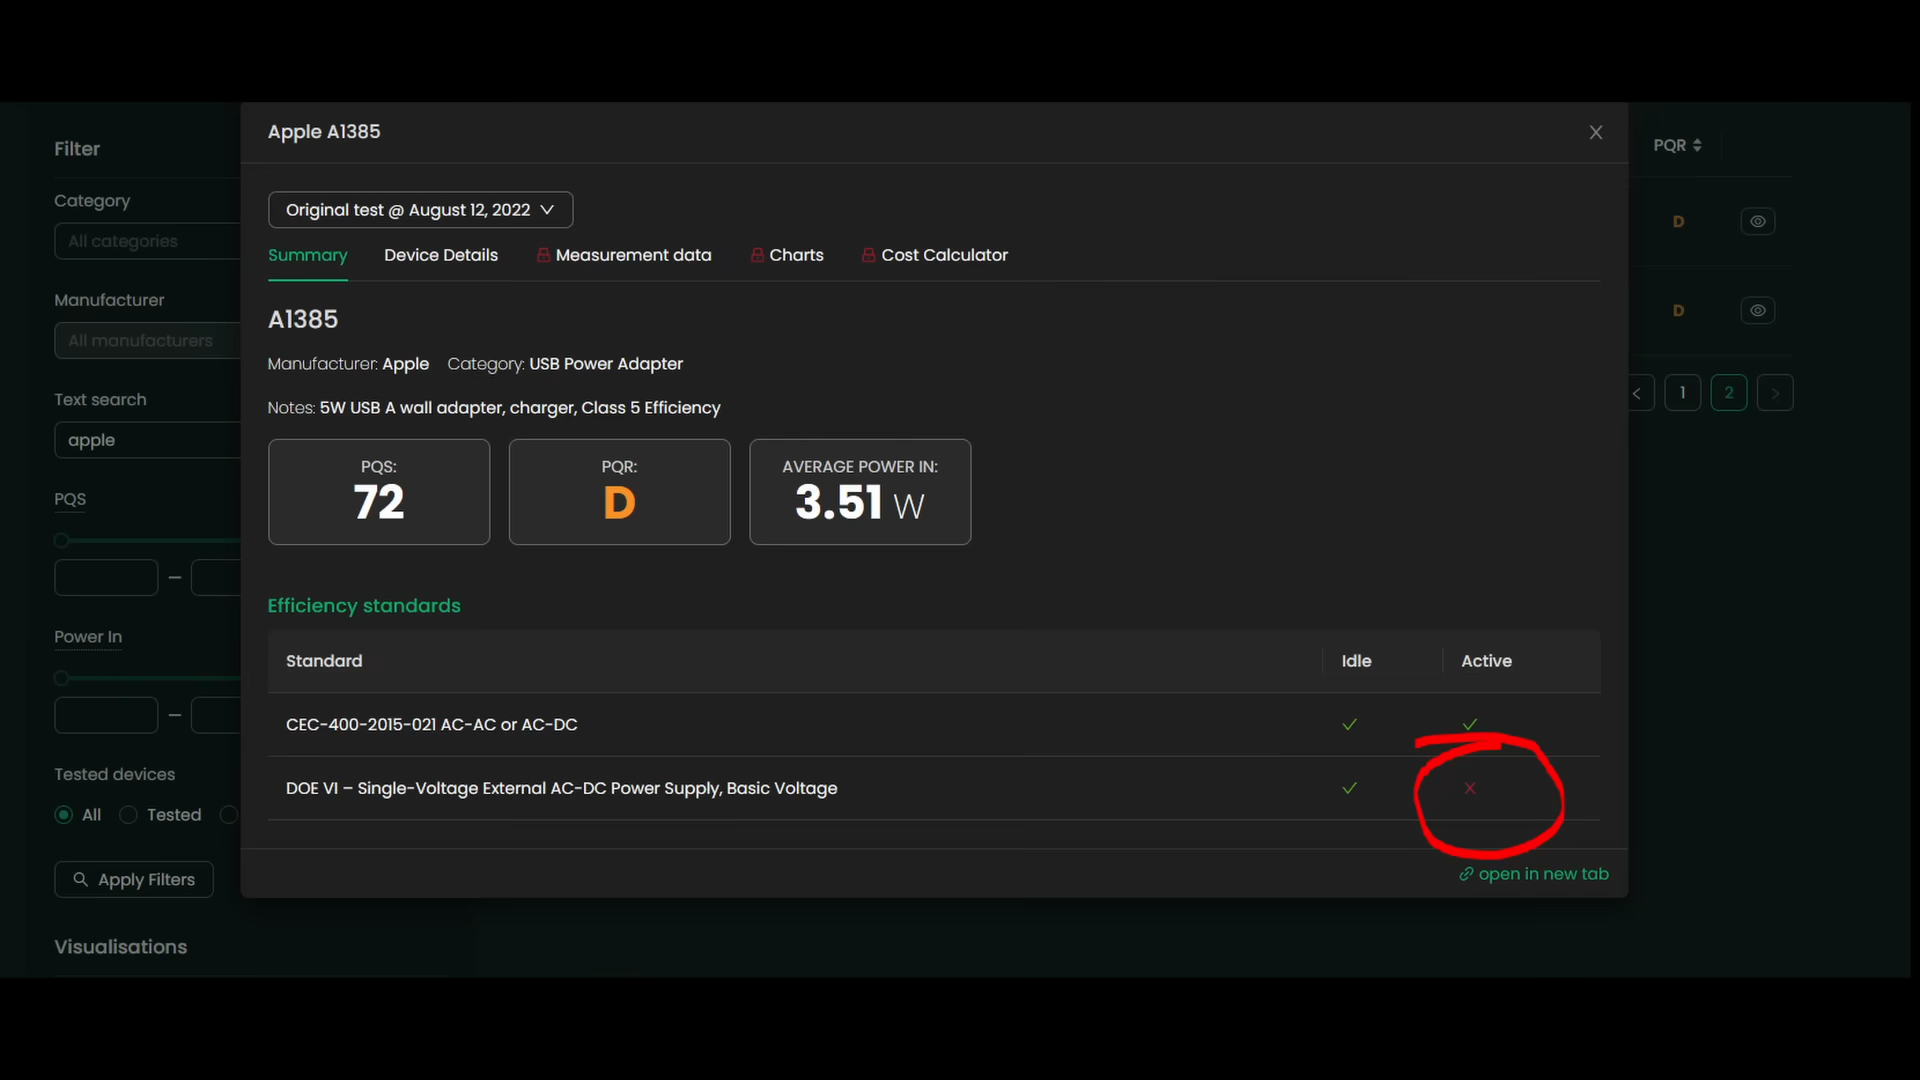 Apple A1385
X
Filter
Category
All categories
Manufacturer
All manufacturers
Text search
apple
PQS
Power In
Tested devices
All Tested
Apply Filters
Visualisations
Original test @ August 12, 2022
Summary Device Details Measurement data Charts Cost Calculator
A1385
Manufacturer: Apple Category: USB Power Adapter
Notes: 5W USB A wall adapter, charger, Class 5 Efficiency
PQS:
72
PQR:
D
AVERAGE POWER IN:
3.51 W
Efficiency standards
Standard Idle Active
CEC-400-2015-021 AC-AC or AC-DC
DOE VI – Single-Voltage External AC-DC Power Supply, Basic Voltage
open in new tab
PQR
D
D
< 1 2 >